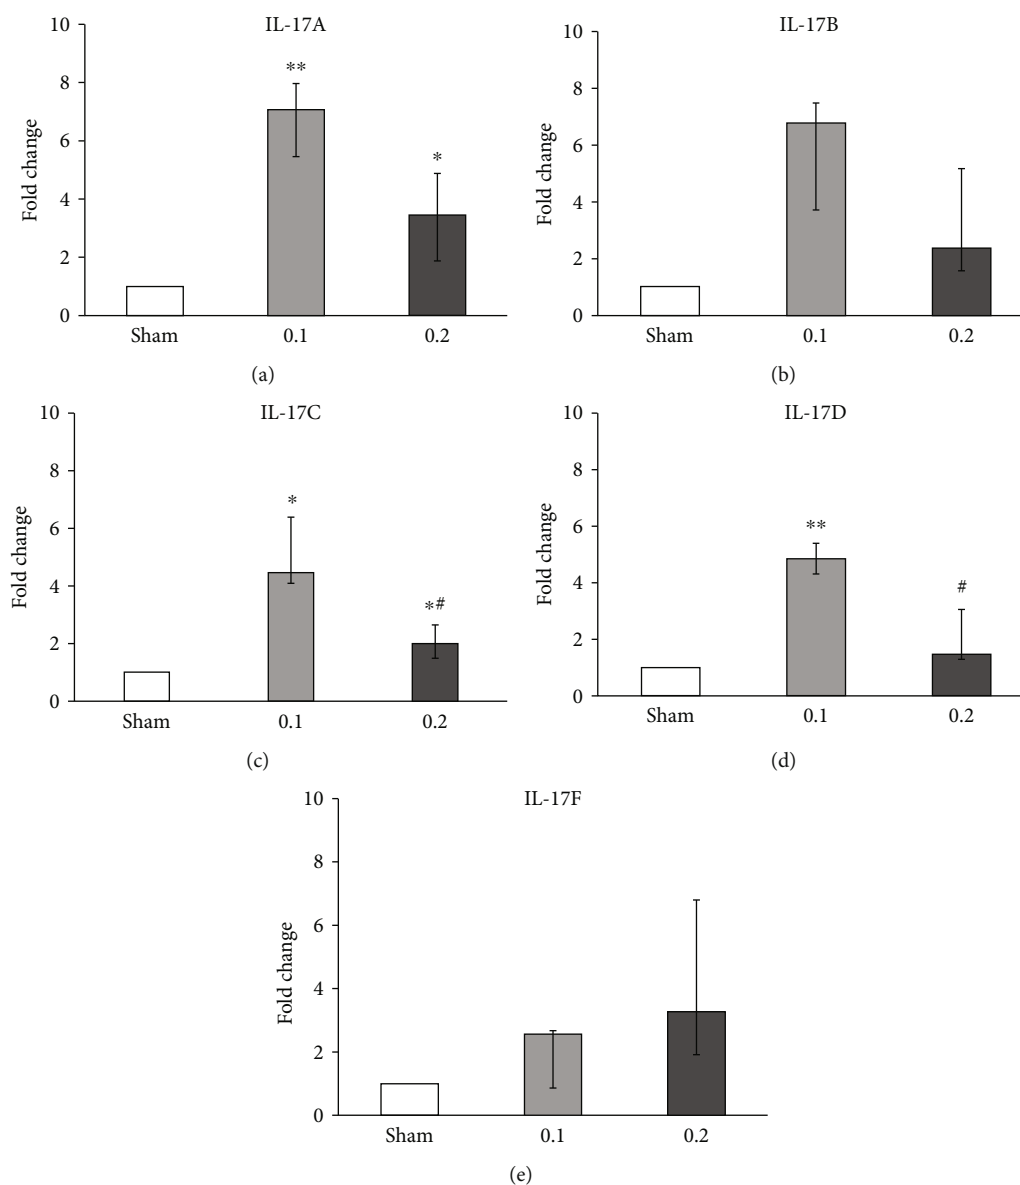 IL-17A
10
8
6
4
2
0
Fold change
**
*
Sham 0.1 0.2
(a)
IL-17B
10
8
6
4
2
0
Fold change
Sham 0.1 0.2
(b)
IL-17C
10
8
6
4
2
0
Fold change
*
*#
Sham 0.1 0.2
(c)
IL-17D
10
8
6
4
2
0
Fold change
**
#
Sham 0.1 0.2
(d)
IL-17F
10
8
6
4
2
0
Fold change
Sham 0.1 0.2
(e)